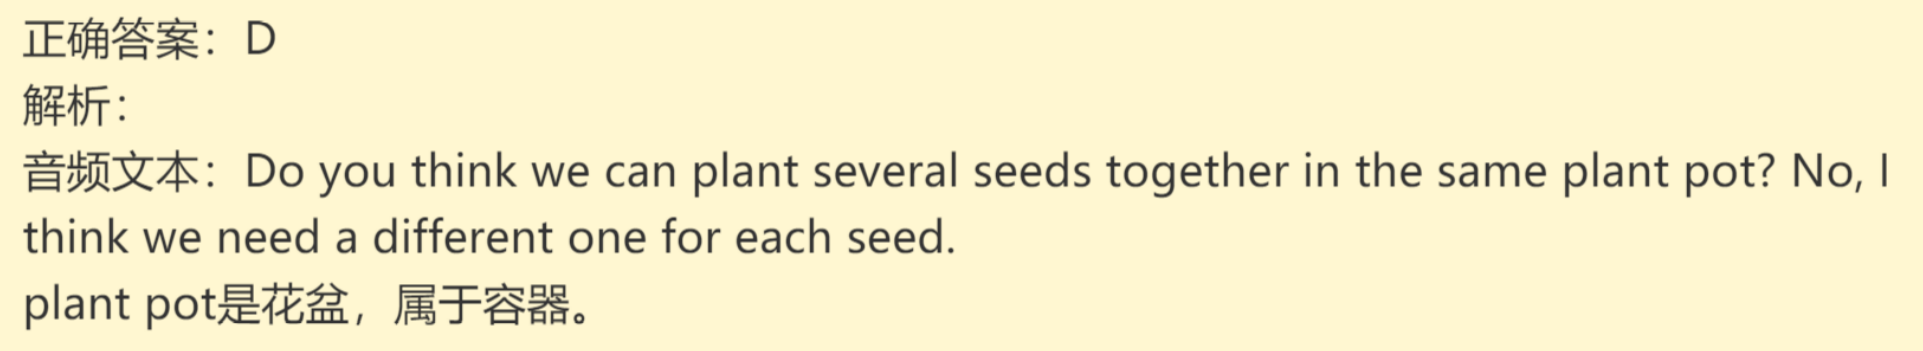 正确答案：D
解析：
音频文本：Do you think we can plant several seeds together in the same plant pot? No, I
think we need a different one for each seed.
plant pot是花盆，属于容器。